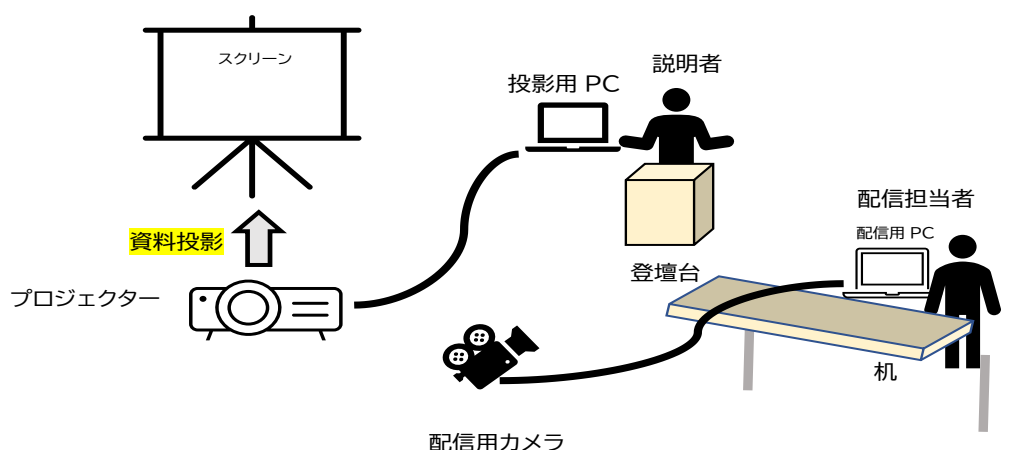 スクリーン
説明者
投影用 PC
配信担当者
配信用 PC
資料投影
登壇台
プロジェクター
机
配信用カメラ